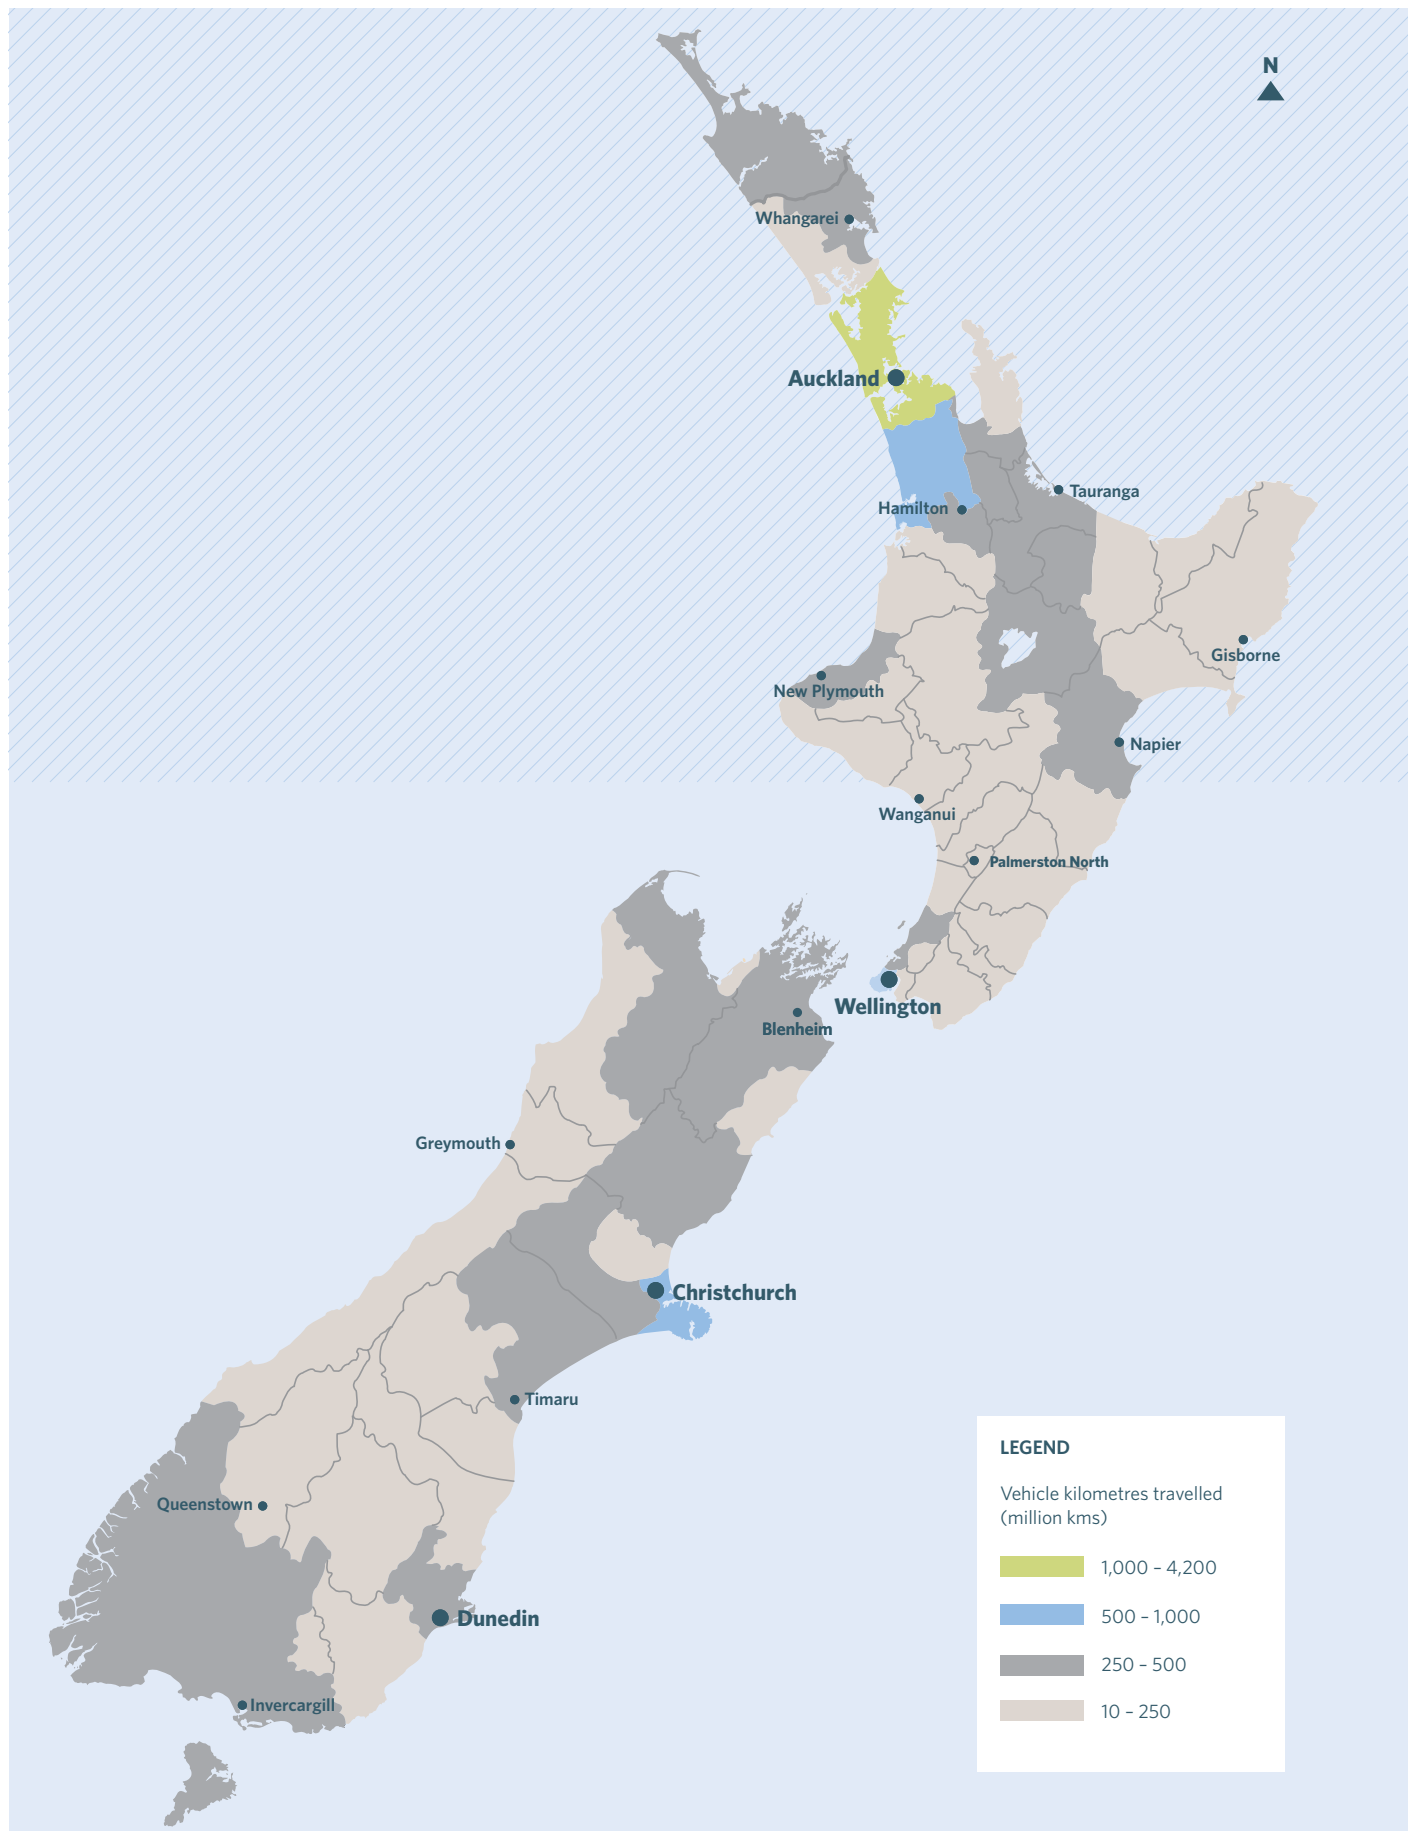 N
Whangarei
Auckland
Tauranga
Hamilton
Gisborne
New Plymouth
Napier
Wanganui
Palmerston North
Wellington
Blenheim
Greymouth
Christchurch
Timaru
Queenstown
Dunedin
Invercargill
LEGEND
Vehicle kilometres travelled
(million kms)
1,000 – 4,200
500 – 1,000
250 – 500
10 – 250